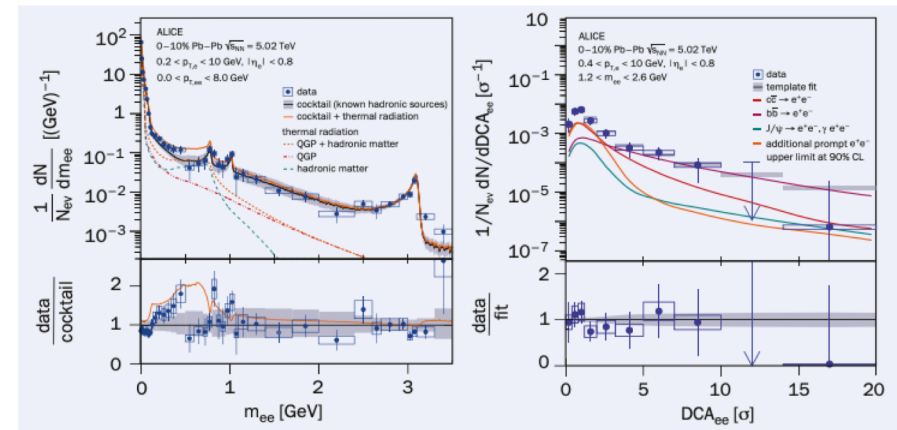 ALICE
0–10% Pb–Pb √sNN = 5.02 TeV
0.2 < pT,e < 10 GeV, |ηe| < 0.8
0.0 < pT,ee < 8.0 GeV
data
cocktail (known hadronic sources)
cocktail + thermal radiation
thermal radiation
QGP + hadronic matter
QGP
hadronic matter
1/Nev dN/dmee [(GeV)⁻¹]
10²
10
1
10⁻¹
10⁻²
10⁻³
data/cocktail
2
1
0
0 1 2 3
mee [GeV]
ALICE
0–10% Pb–Pb √sNN = 5.02 TeV
0.4 < pT,e < 10 GeV, |ηe| < 0.8
1.2 < mee < 2.6 GeV
data
template fit
cc̅ → e⁺e⁻
bb̅ → e⁺e⁻
J/ψ → e⁺e⁻, γ e⁺e⁻
additional prompt e⁺e⁻
upper limit at 90% CL
1/Nev dN/dDCAee [σ⁻¹]
10
10⁻¹
10⁻³
10⁻⁵
10⁻⁷
data/fit
2
1
0
0 5 10 15 20
DCAee [σ]